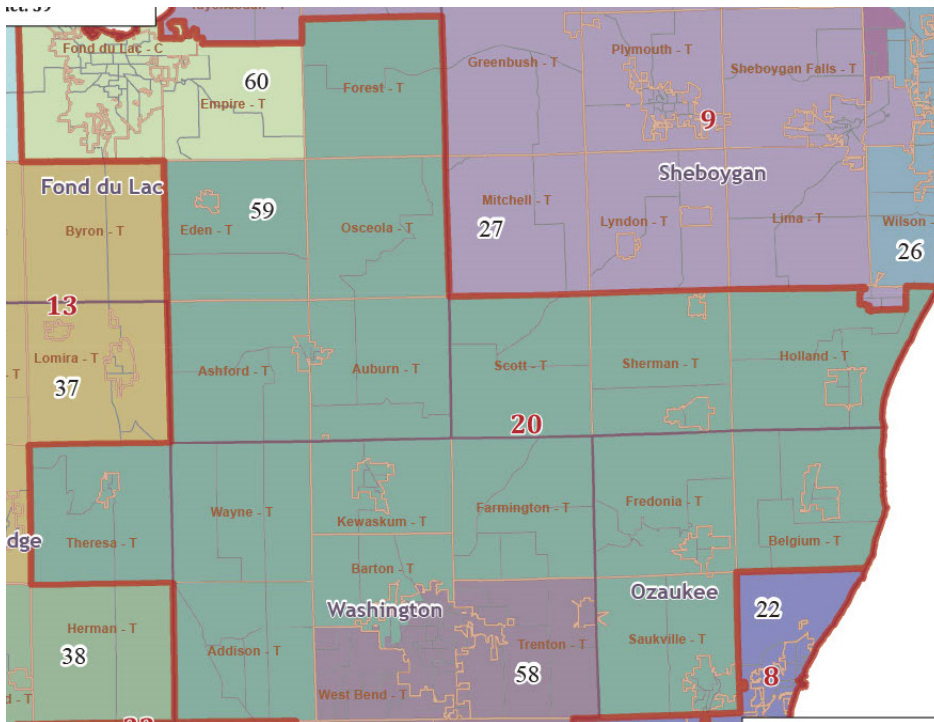 Fond du Lac - C
Plymouth - T
Greenbush - T
Sheboygan Falls - T
60
Forest - T
Empire - T
9
Sheboygan
Fond du Lac
59
Mitchell - T
Eden - T
Osceola - T
27
Lyndon - T
Lima - T
Wilson -
Byron - T
26
13
Lomira - T
- T
Holland - T
Ashford - T
Auburn - T
Scott - T
Sherman - T
37
20
Fredonia - T
Wayne - T
Farmington - T
Kewaskum - T
dge
Theresa - T
Belgium - T
Barton - T
Ozaukee
Washington
22
Herman - T
Saukville - T
Addison - T
Trenton - T
38
58
8
West Bend - T
d - T